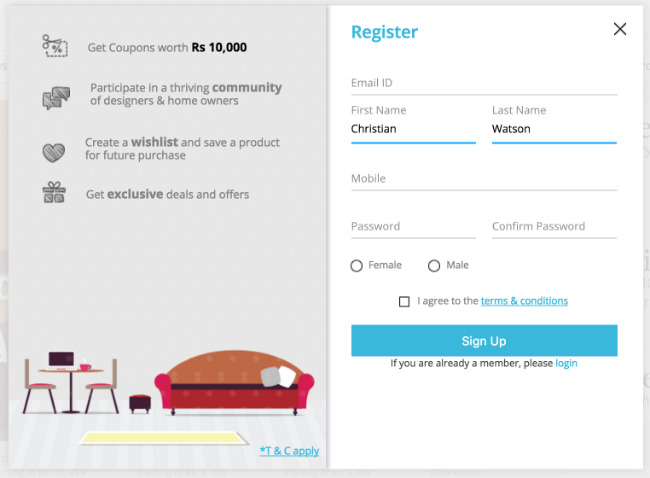 Get Coupons worth Rs 10,000
Participate in a thriving community
of designers & home owners
Create a wishlist and save a product
for future purchase
Get exclusive deals and offers
*T & C apply
Register
Email ID
First Name Last Name
Christian Watson
Mobile
Password Confirm Password
Female Male
I agree to the terms & conditions
Sign Up
If you are already a member, please login